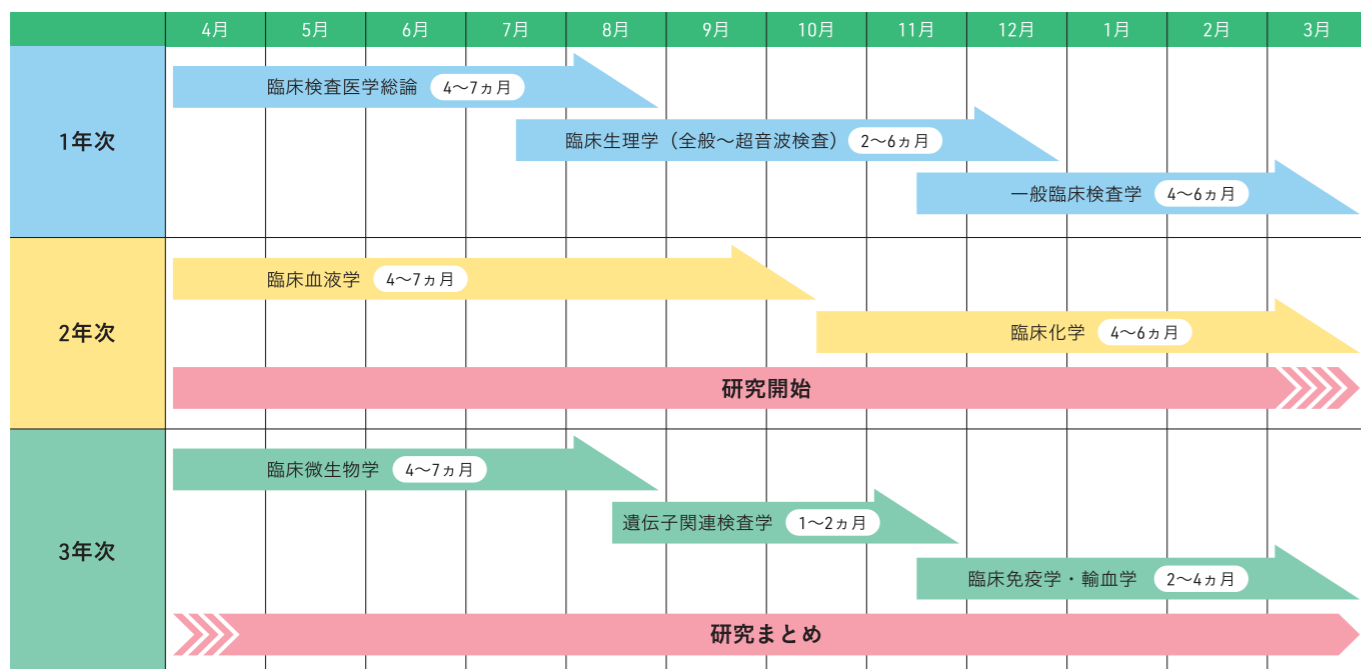 4月 5月 6月 7月 8月 9月 10月 11月 12月 1月 2月 3月
1年次
臨床検査医学総論 4〜7ヵ月
臨床生理学（全般〜超音波検査） 2〜6ヵ月
一般臨床検査学 4〜6ヵ月
2年次
臨床血液学 4〜7ヵ月
臨床化学 4〜6ヵ月
研究開始
3年次
臨床微生物学 4〜7ヵ月
遺伝子関連検査学 1〜2ヵ月
臨床免疫学・輸血学 2〜4ヵ月
研究まとめ